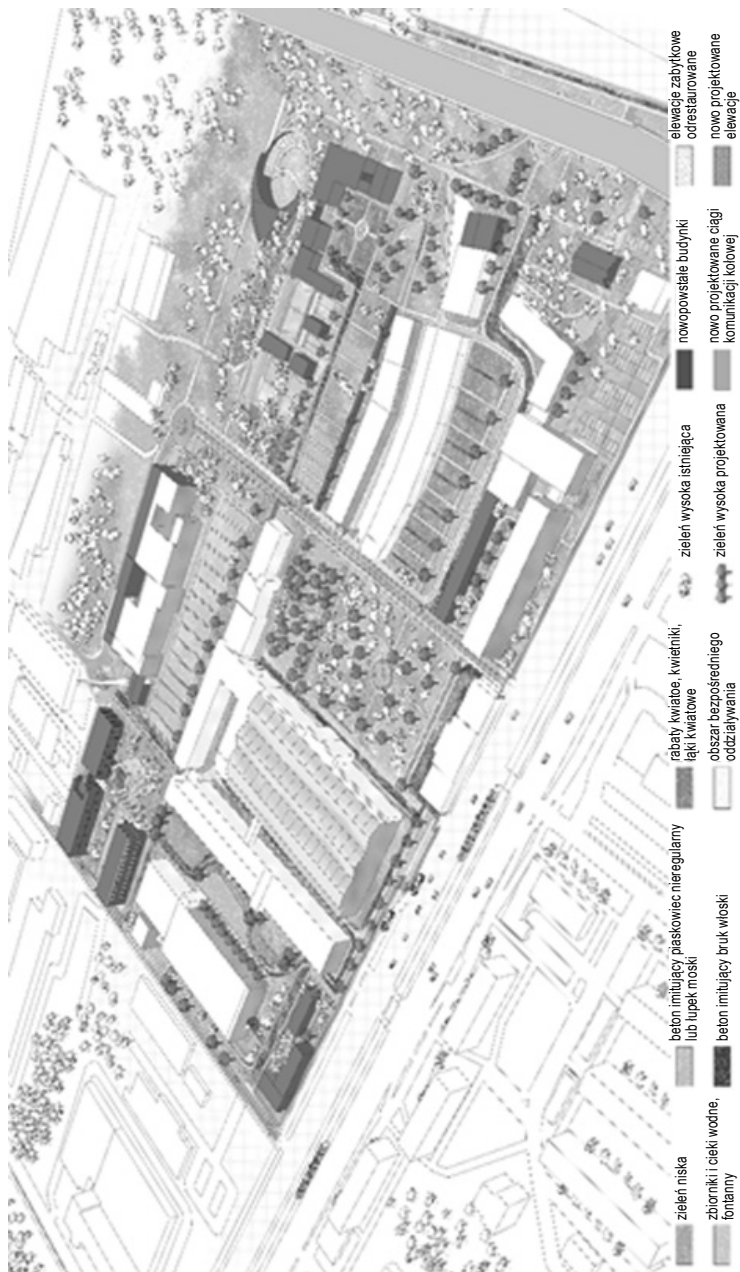 zieleń niska
zbiorniki i cieki wodne,
fontanny
beton imitujący piaskowiec nieregularny
lub łupek moski
beton imitujący bruk włoski
rabaty kwiatoe, kwietniki,
łąki kwiatowe
obszar bezpośredniego
oddziaływania
zieleń wysoka istniejąca
zieleń wysoka projektowana
nowopowstałe budynki
nowo projektowane ciągi
komunikacji kołowej
elewacje zabytkowe
odrestaurowane
nowo projektowane
elewacje